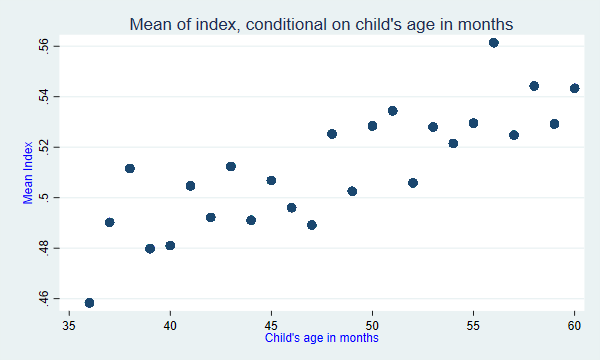 Mean of index, conditional on child's age in months
Mean Index
.56
.54
.52
.5
.48
.46
35 40 45 50 55 60
Child's age in months